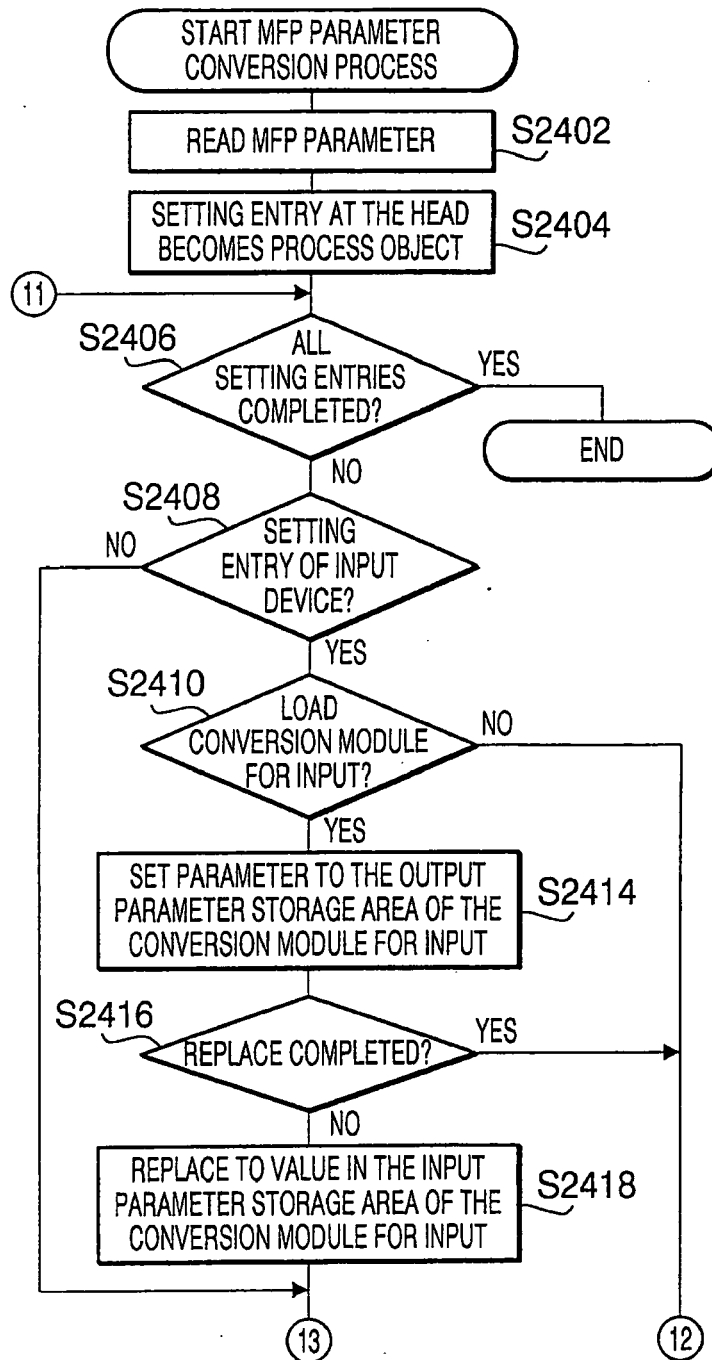 START MFP PARAMETER
CONVERSION PROCESS
READ MFP PARAMETER
S2402
SETTING ENTRY AT THE HEAD
BECOMES PROCESS OBJECT
S2404
11
S2406
ALL
SETTING ENTRIES
COMPLETED?
YES
END
NO
S2408
NO
SETTING
ENTRY OF INPUT
DEVICE?
YES
S2410
LOAD
CONVERSION MODULE
FOR INPUT?
NO
YES
SET PARAMETER TO THE OUTPUT
PARAMETER STORAGE AREA OF THE
CONVERSION MODULE FOR INPUT
S2414
S2416
REPLACE COMPLETED?
YES
NO
REPLACE TO VALUE IN THE INPUT
PARAMETER STORAGE AREA OF THE
CONVERSION MODULE FOR INPUT
S2418
13
12